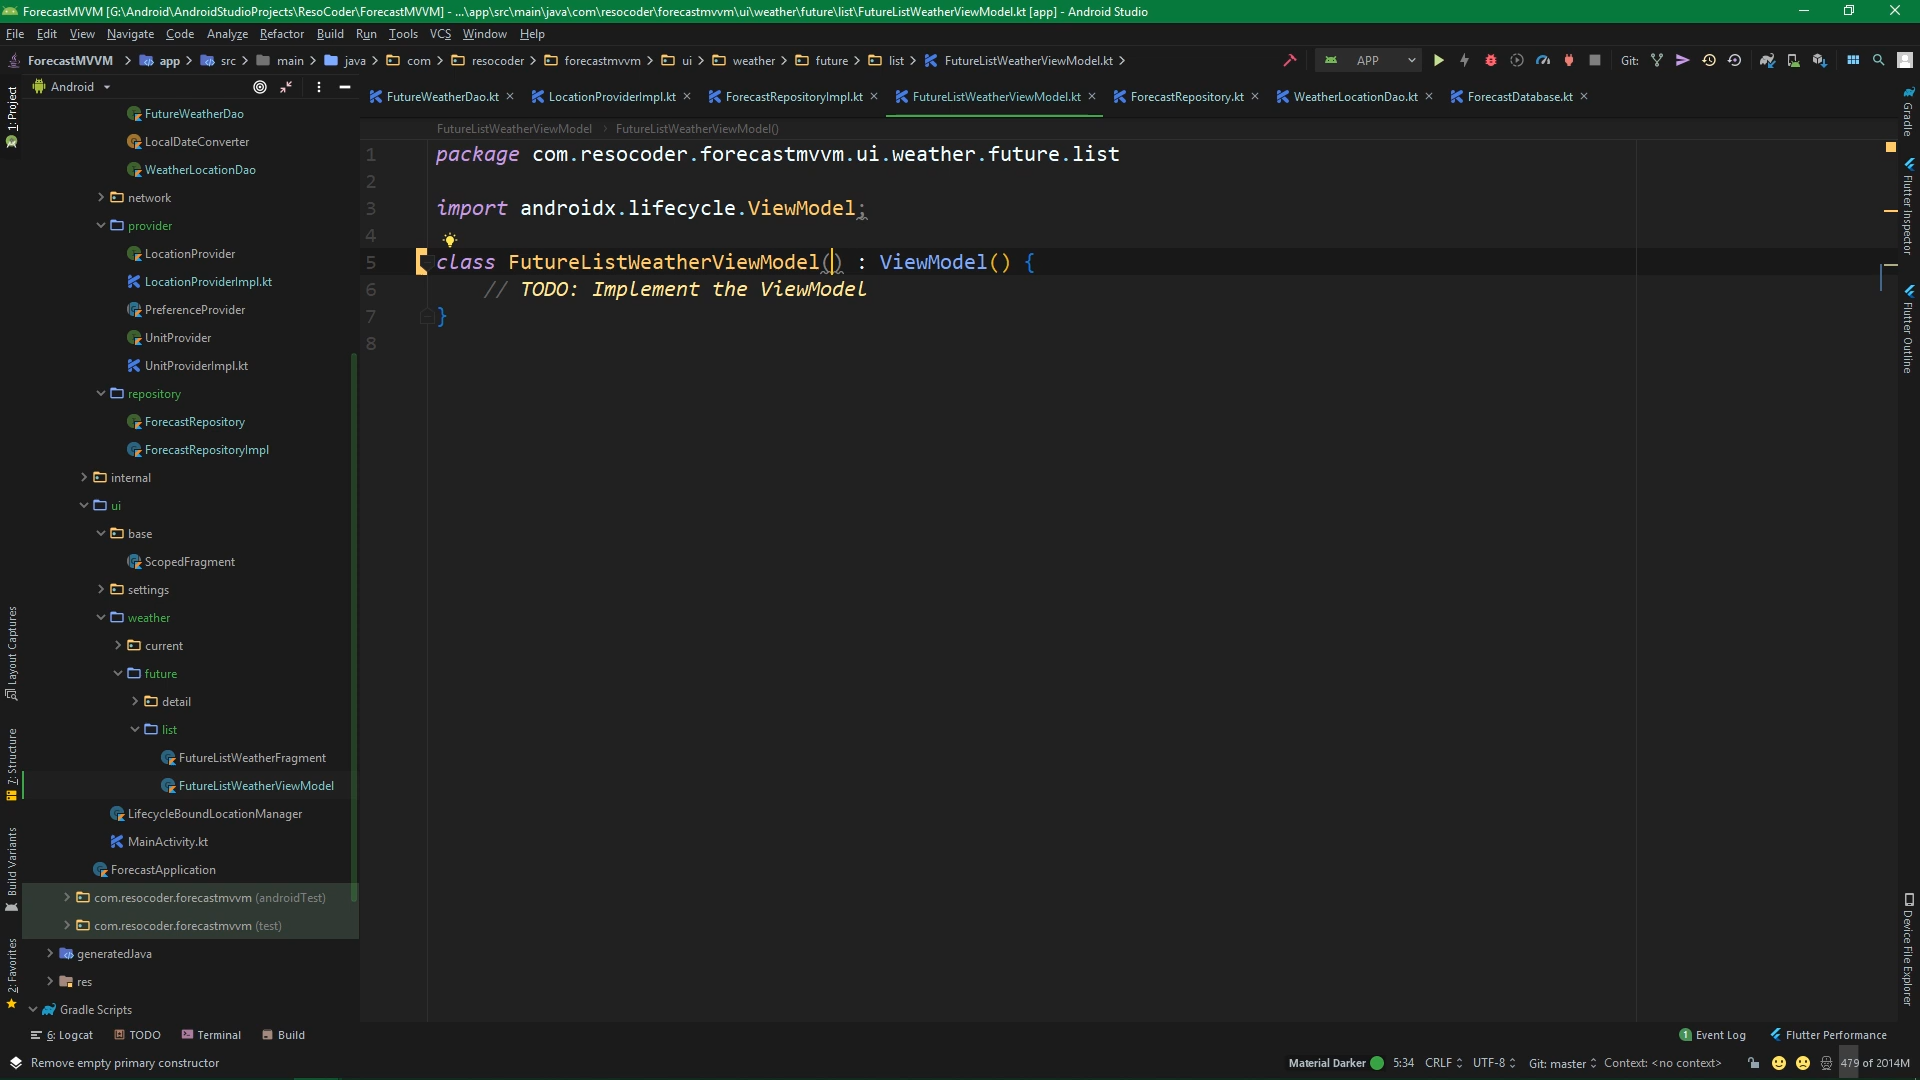 ForecastMVVM [G:\Android\AndroidStudioProjects\ResoCoder\ForecastMVVM] - ...\app\src\main\java\com\resocoder\forecastmvvm\ui\weather\future\list\FutureListWeatherViewModel.kt [app] - Android Studio
File Edit View Navigate Code Analyze Refactor Build Run Tools VCS Window Help
ForecastMVVM app src main java com resocoder forecastmvvm ui weather future list FutureListWeatherViewModel.kt APP Git:
Android
FutureWeatherDao.kt LocationProviderImpl.kt ForecastRepositoryImpl.kt FutureListWeatherViewModel.kt ForecastRepository.kt WeatherLocationDao.kt ForecastDatabase.kt
FutureListWeatherViewModel FutureListWeatherViewModel()
1: Project
Layout Captures
7: Structure
Build Variants
2: Favorites
FutureWeatherDao
LocalDateConverter
WeatherLocationDao
network
provider
LocationProvider
LocationProviderImpl.kt
PreferenceProvider
UnitProvider
UnitProviderImpl.kt
repository
ForecastRepository
ForecastRepositoryImpl
internal
ui
base
ScopedFragment
settings
weather
current
future
detail
list
FutureListWeatherFragment
FutureListWeatherViewModel
LifecycleBoundLocationManager
MainActivity.kt
ForecastApplication
com.resocoder.forecastmvvm (androidTest)
com.resocoder.forecastmvvm (test)
generatedJava
res
Gradle Scripts
1 package com.resocoder.forecastmvvm.ui.weather.future.list
2
3 import androidx.lifecycle.ViewModel;
4
5 class FutureListWeatherViewModel() : ViewModel() {
6 // TODO: Implement the ViewModel
7 }
8
Gradle
Flutter Inspector
Flutter Outline
Device File Explorer
6: Logcat TODO Terminal Build 1 Event Log Flutter Performance
Remove empty primary constructor Material Darker 5:34 CRLF UTF-8 Git: master Context: <no context> 479 of 2014M